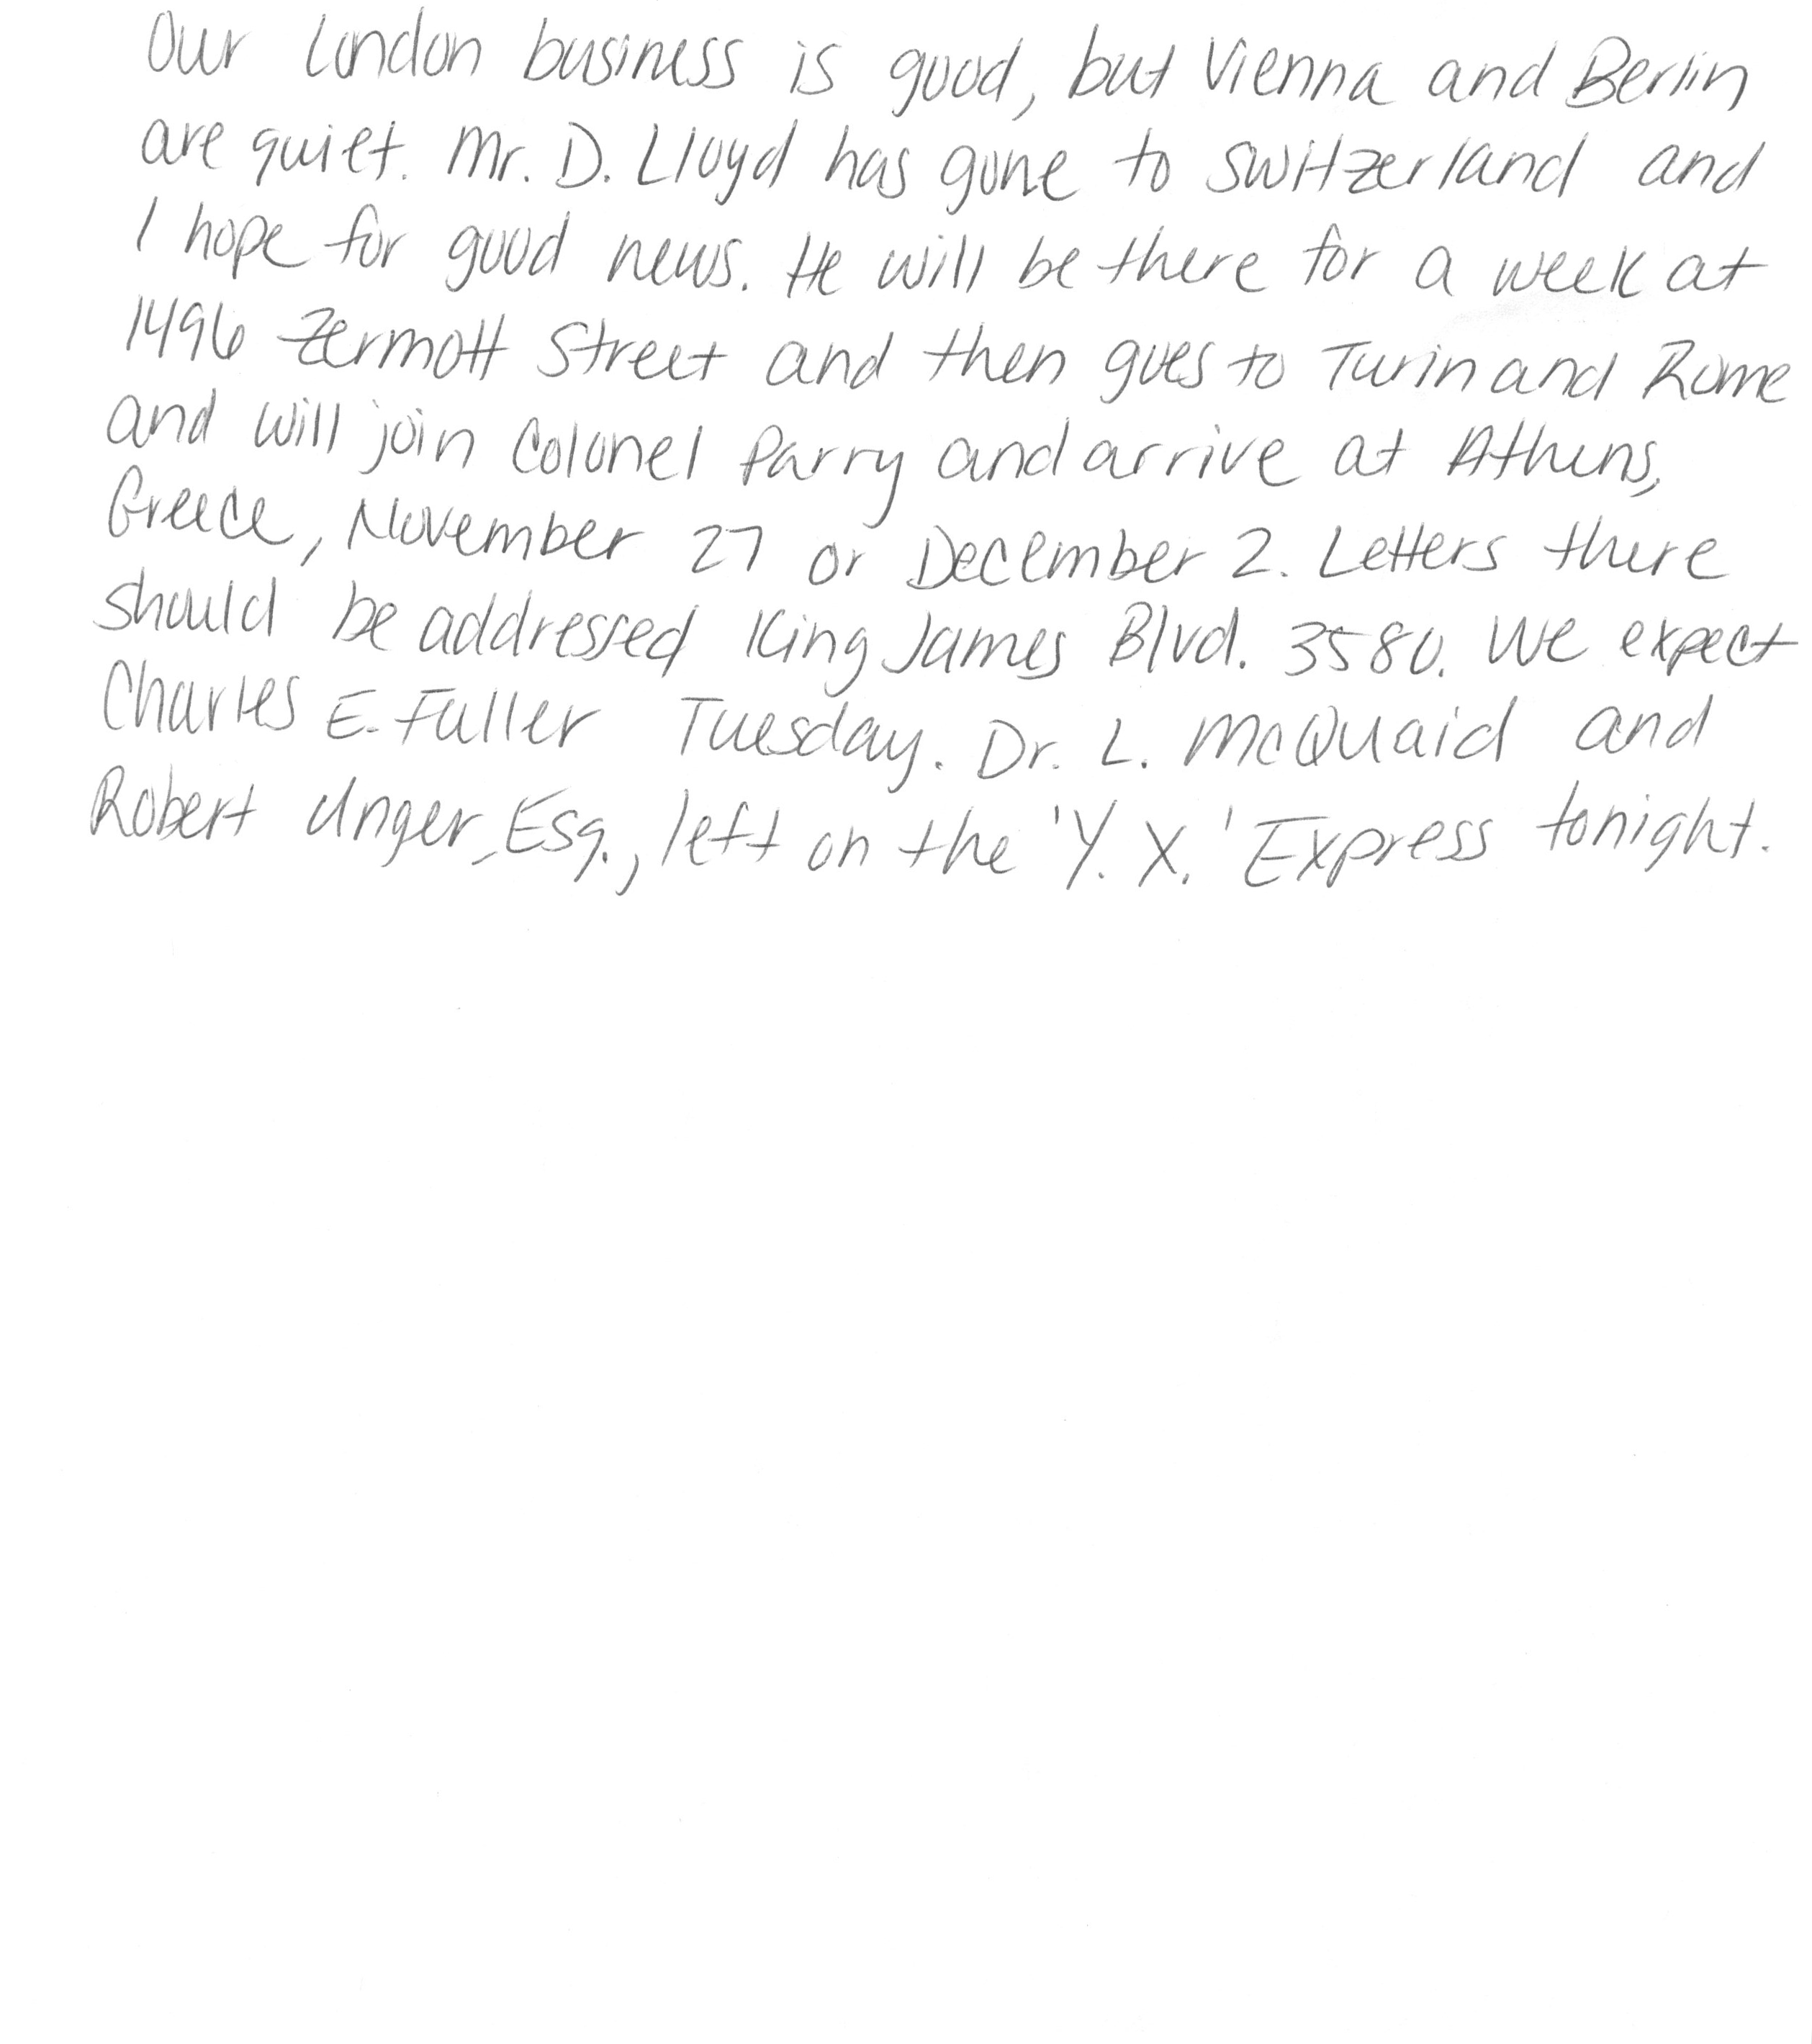 Our London business is good, but Vienna and Berlin
are quiet. Mr. D. Lloyd has gone to Switzerland and
I hope for good news. He will be there for a week at
1496 Zermott Street and then goes to Turin and Rome
and will join Colonel Parry and arrive at Athens,
Greece, November 27 or December 2. Letters there
should be addressed King James Blvd. 3580. We expect
Charles E. Fuller Tuesday. Dr. L. McQuaid and
Robert Unger, Esq., left on the 'Y. X.' Express tonight.